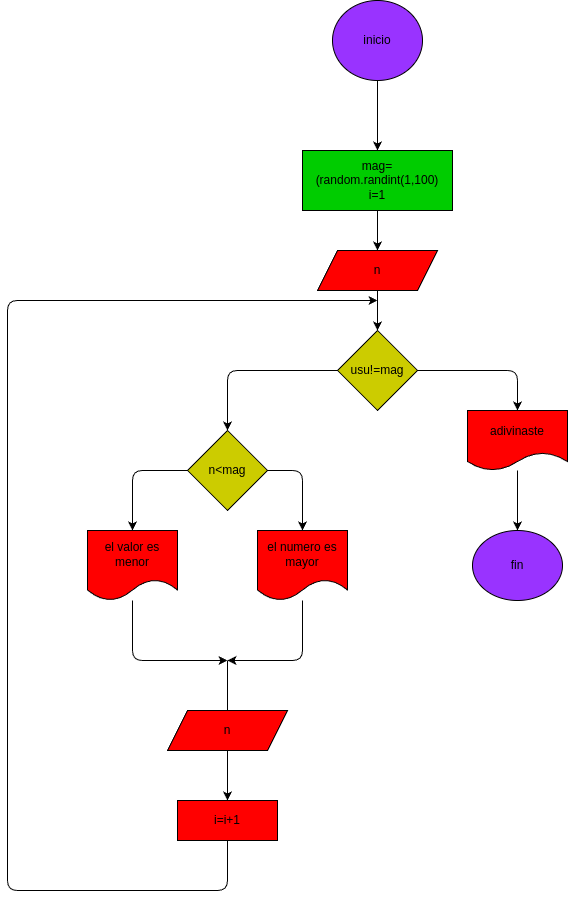 inicio
mag=
(random.randint(1,100)
i=1
n
usu!=mag
adivinaste
n<mag
el valor es
menor
el numero es
mayor
fin
n
i=i+1